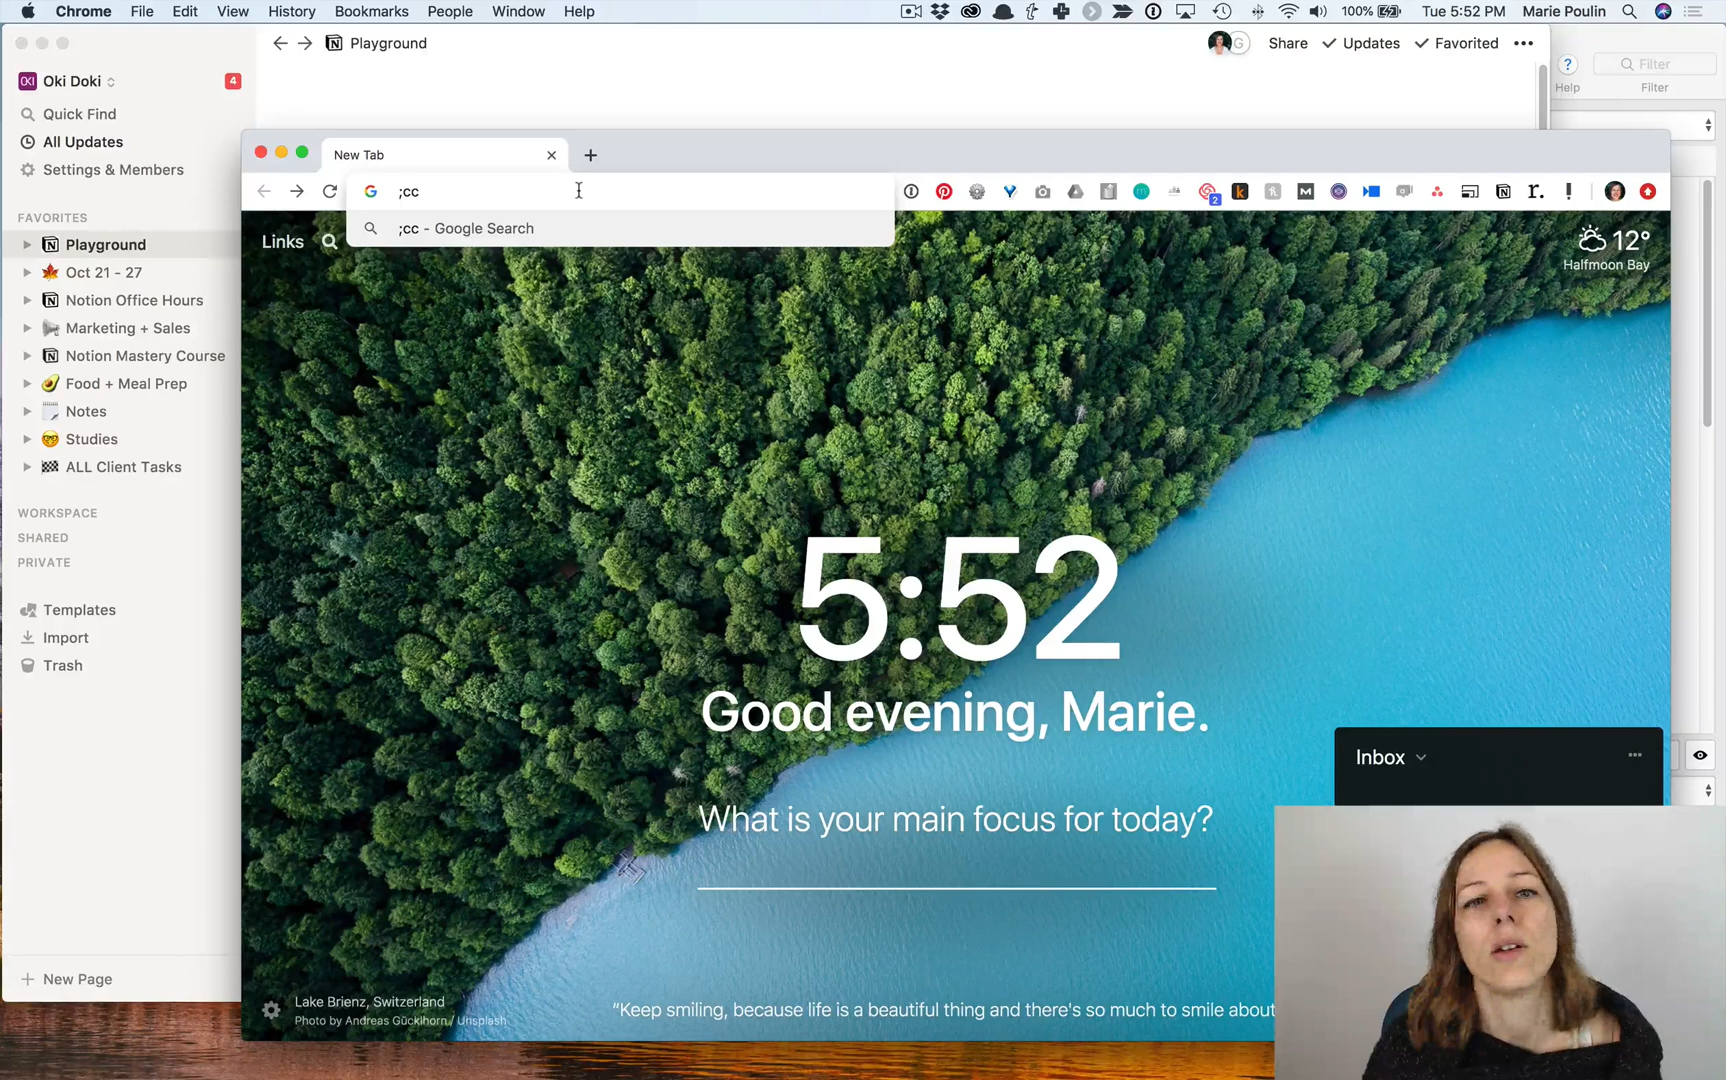 Chrome File Edit View History Bookmarks People Window Help
100% Tue 5:52 PM Marie Poulin
Playground
Share Updates Favorited
Help
Filter
Filter
OKI Oki Doki
4
Quick Find
All Updates
Settings & Members
FAVORITES
Playground
Oct 21 - 27
Notion Office Hours
Marketing + Sales
Notion Mastery Course
Food + Meal Prep
Notes
Studies
ALL Client Tasks
WORKSPACE
SHARED
PRIVATE
Templates
Import
Trash
New Page
New Tab
;cc
;cc - Google Search
2
Links
12°
Halfmoon Bay
5:52
Good evening, Marie.
What is your main focus for today?
Inbox
Lake Brienz, Switzerland
Photo by Andreas Gücklhorn / Unsplash
“Keep smiling, because life is a beautiful thing and there's so much to smile about